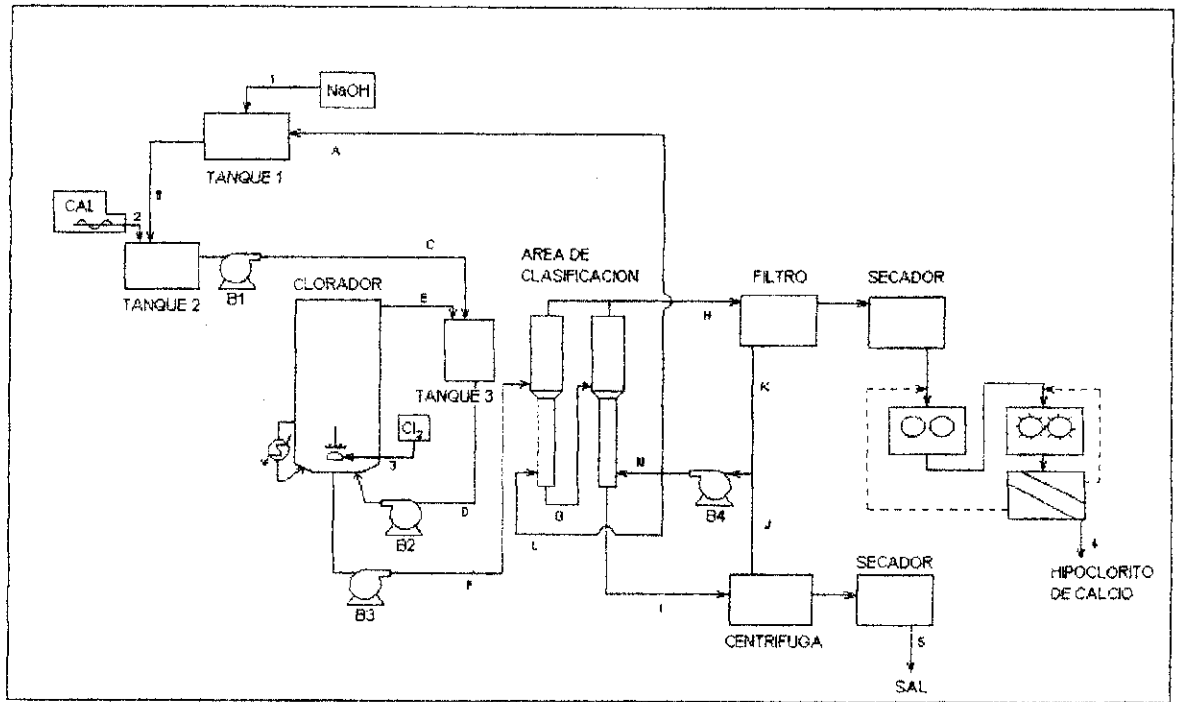 1
NaOH
A
TANQUE 1
B
CAL
2
C
TANQUE 2
B1
CLORADOR
E
TANQUE 3
Cl2
3
D
B2
F
B3
AREA DE
CLASIFICACION
H
G
L
N
B4
FILTRO
K
J
I
CENTRIFUGA
SECADOR
SECADOR
5
SAL
4
HIPOCLORITO
DE CALCIO